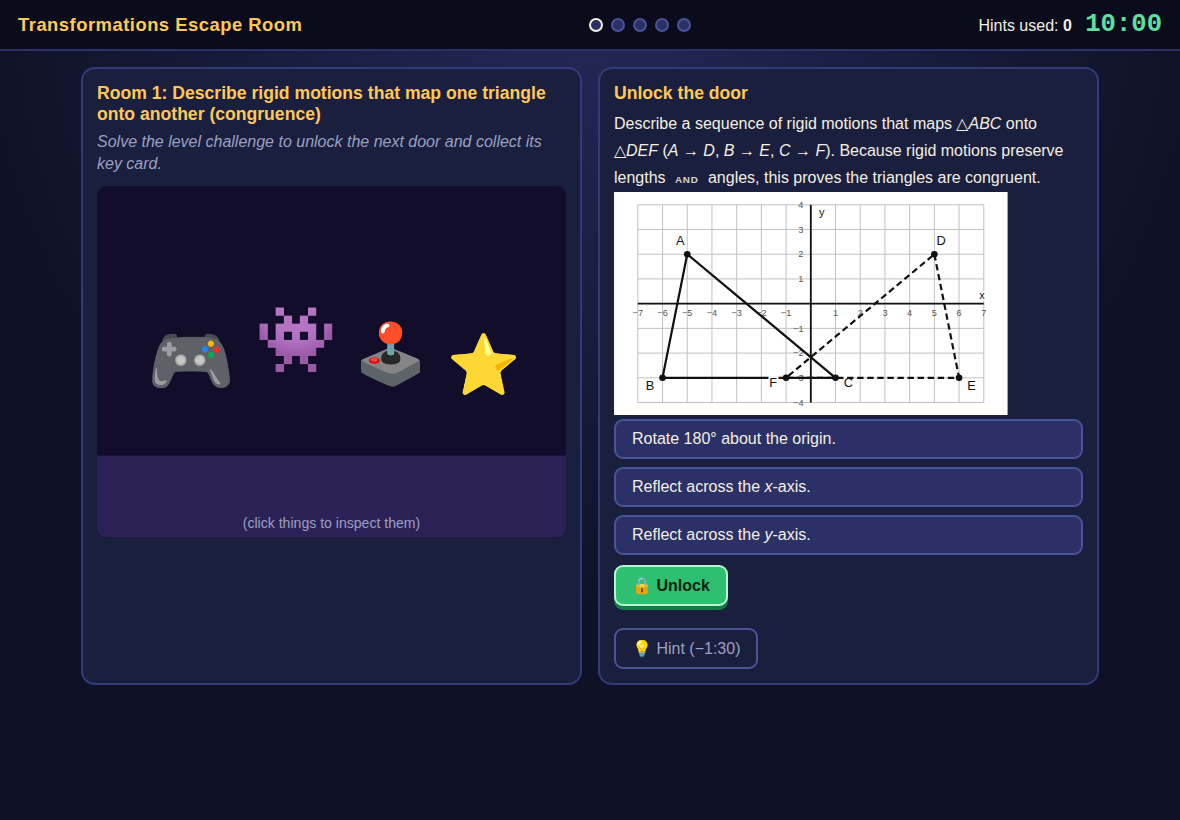 Transformations Escape Room
Hints used: 0 10:00
Room 1: Describe rigid motions that map one triangle
onto another (congruence)
Solve the level challenge to unlock the next door and collect its
key card.
(click things to inspect them)
Unlock the door
Describe a sequence of rigid motions that maps △ABC onto
△DEF (A → D, B → E, C → F). Because rigid motions preserve
lengths AND angles, this proves the triangles are congruent.
4
y
3
A
D
2
1
x
−7 −6 −5 −4 −3 −2 −1 1 2 3 4 5 6 7
−1
−2
−3
B F C E
−4
Rotate 180° about the origin.
Reflect across the x-axis.
Reflect across the y-axis.
🔒 Unlock
💡 Hint (−1:30)